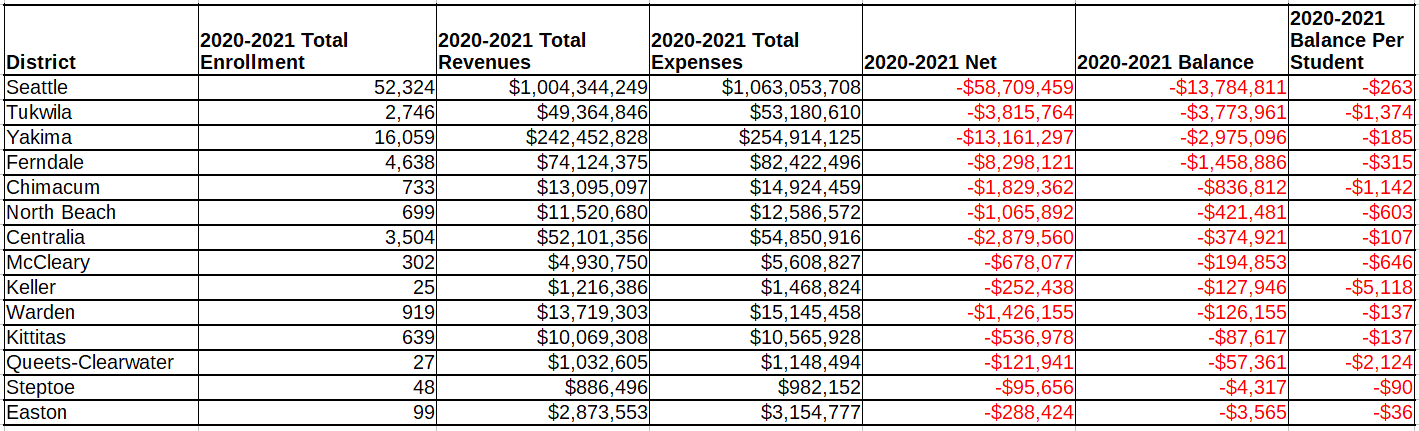 District 2020-2021 Total Enrollment 2020-2021 Total Revenues 2020-2021 Total Expenses 2020-2021 Net 2020-2021 Balance 2020-2021 Balance Per Student
Seattle 52,324 $1,004,344,249 $1,063,053,708 -$58,709,459 -$13,784,811 -$263
Tukwila 2,746 $49,364,846 $53,180,610 -$3,815,764 -$3,773,961 -$1,374
Yakima 16,059 $242,452,828 $254,914,125 -$13,161,297 -$2,975,096 -$185
Ferndale 4,638 $74,124,375 $82,422,496 -$8,298,121 -$1,458,886 -$315
Chimacum 733 $13,095,097 $14,924,459 -$1,829,362 -$836,812 -$1,142
North Beach 699 $11,520,680 $12,586,572 -$1,065,892 -$421,481 -$603
Centralia 3,504 $52,101,356 $54,850,916 -$2,879,560 -$374,921 -$107
McCleary 302 $4,930,750 $5,608,827 -$678,077 -$194,853 -$646
Keller 25 $1,216,386 $1,468,824 -$252,438 -$127,946 -$5,118
Warden 919 $13,719,303 $15,145,458 -$1,426,155 -$126,155 -$137
Kittitas 639 $10,069,308 $10,565,928 -$536,978 -$87,617 -$137
Queets-Clearwater 27 $1,032,605 $1,148,494 -$121,941 -$57,361 -$2,124
Steptoe 48 $886,496 $982,152 -$95,656 -$4,317 -$90
Easton 99 $2,873,553 $3,154,777 -$288,424 -$3,565 -$36